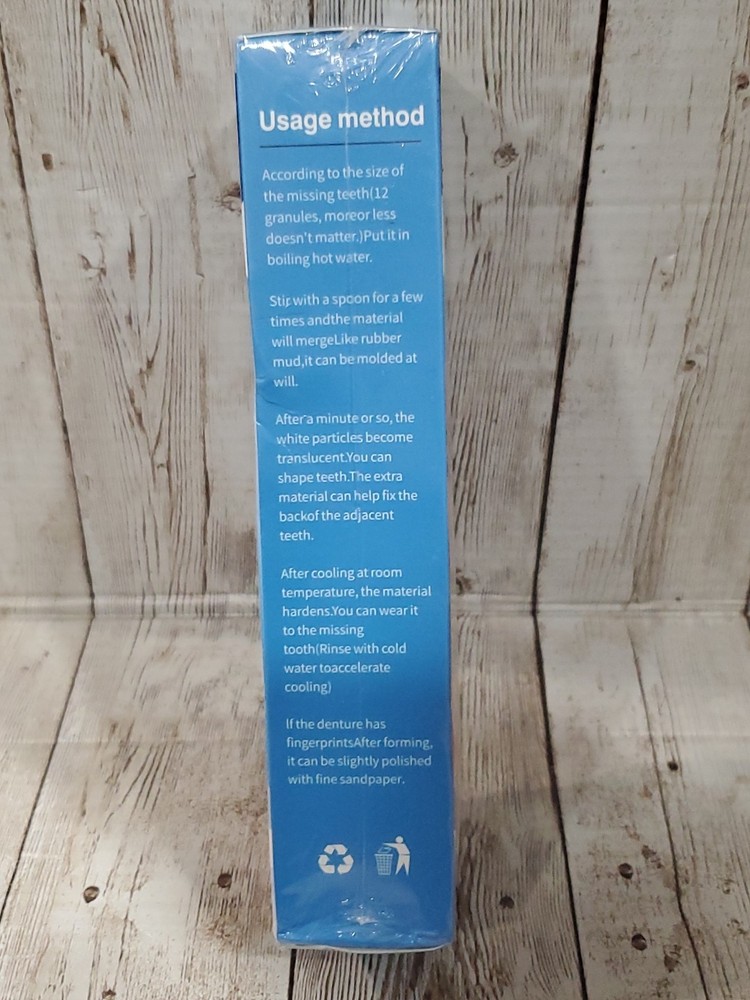 Usage method
According to the size of
the missing teeth(12
granules, moreor less
doesn't matter.)Put it in
boiling hot water.
Stir with a spoon for a few
times andthe material
will mergeLike rubber
mud,it can be molded at
will.
After a minute or so, the
white particles become
translucent.You can
shape teeth.The extra
material can help fix the
backof the adjacent
teeth.
After cooling at room
temperature, the material
hardens.You can wear it
to the missing
tooth(Rinse with cold
water toaccelerate
cooling)
If the denture has
fingerprintsAfter forming,
it can be slightly polished
with fine sandpaper.